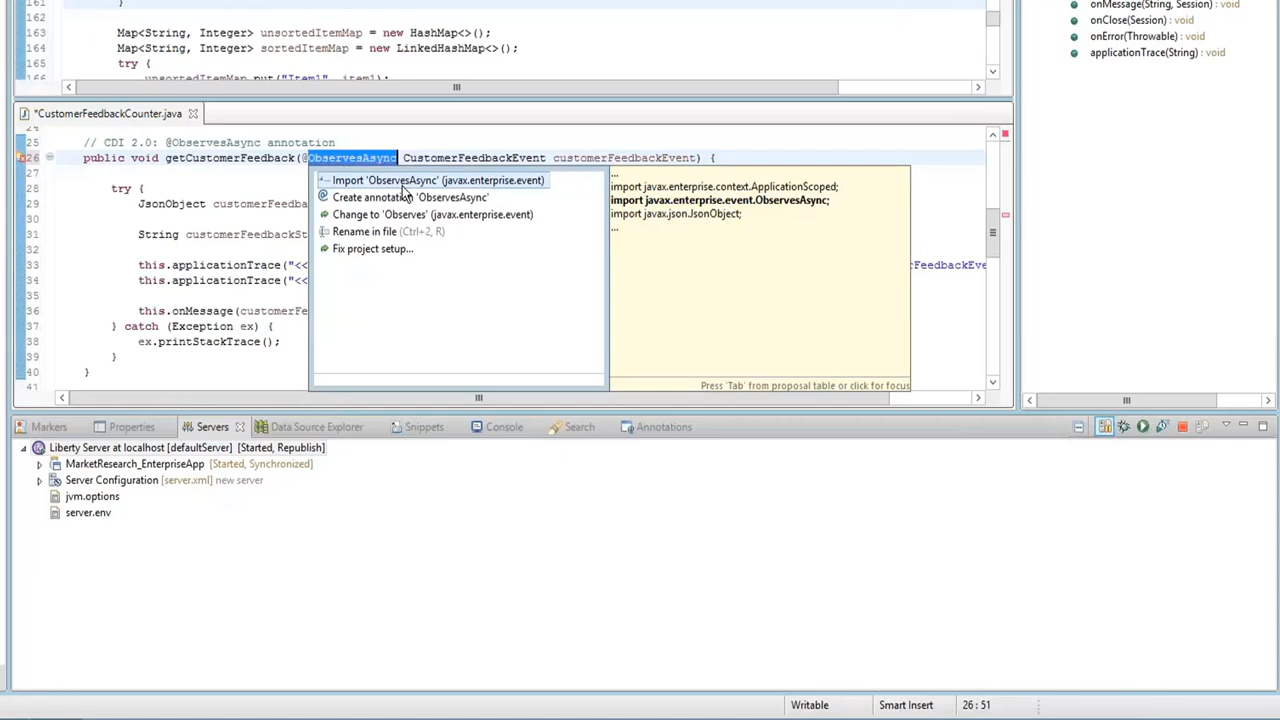 161 }
162
163 Map<String, Integer> unsortedItemMap = new HashMap<>();
164 Map<String, Integer> sortedItemMap = new LinkedHashMap<>();
165 try {
166 unsortedItemMap.put("Item1", item1);
onMessage(String, Session) : void
onClose(Session) : void
onError(Throwable) : void
applicationTrace(String) : void
*CustomerFeedbackCounter.java
24
25 // CDI 2.0: @ObservesAsync annotation
26 public void getCustomerFeedback(@ObservesAsync CustomerFeedbackEvent customerFeedbackEvent) {
27
28 try {
29 JsonObject customerFeedba
30
31 String customerFeedbackSt
32
33 this.applicationTrace("<< rFeedbackEve
34 this.applicationTrace("<<
35
36 this.onMessage(customerFe
37 } catch (Exception ex) {
38 ex.printStackTrace();
39 }
40 }
41
Import 'ObservesAsync' (javax.enterprise.event)
Create annotation 'ObservesAsync'
Change to 'Observes' (javax.enterprise.event)
Rename in file (Ctrl+2, R)
Fix project setup...
...
import javax.enterprise.context.ApplicationScoped;
import javax.enterprise.event.ObservesAsync;
import javax.json.JsonObject;
...
Press 'Tab' from proposal table or click for focus
Markers Properties Servers Data Source Explorer Snippets Console Search Annotations
Liberty Server at localhost [defaultServer] [Started, Republish]
MarketResearch_EnterpriseApp [Started, Synchronized]
Server Configuration [server.xml] new server
jvm.options
server.env
Writable Smart Insert 26 : 51